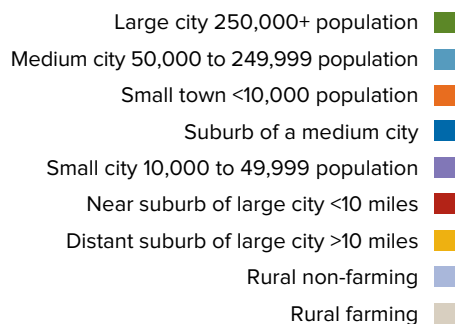 Large city 250,000+ population
Medium city 50,000 to 249,999 population
Small town <10,000 population
Suburb of a medium city
Small city 10,000 to 49,999 population
Near suburb of large city <10 miles
Distant suburb of large city >10 miles
Rural non-farming
Rural farming